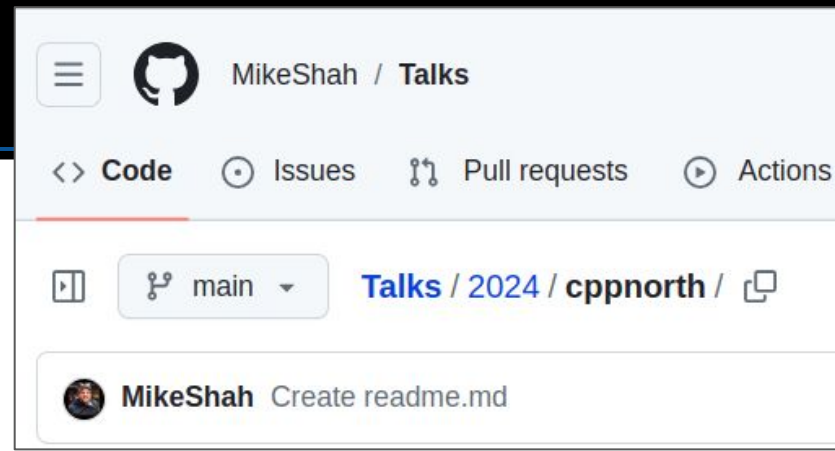 MikeShah / Talks
Code Issues Pull requests Actions
main Talks / 2024 / cppnorth /
MikeShah Create readme.md